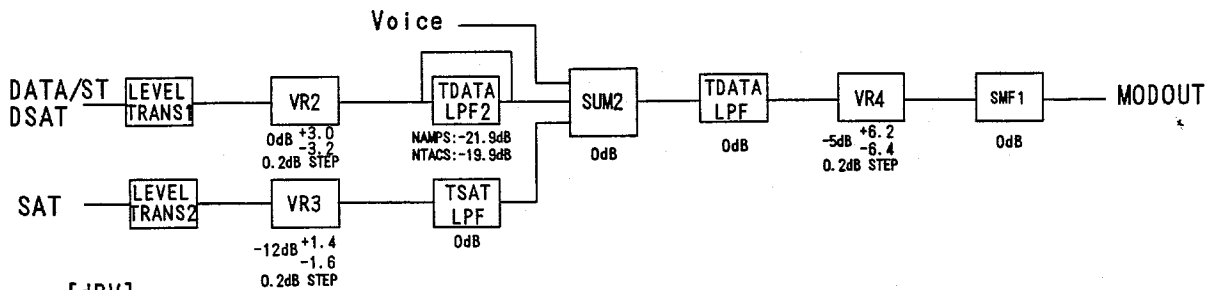 Voice
DATA/ST
DSAT
LEVEL
TRANS1
VR2
0dB +3.0
-3.2
0.2dB STEP
TDATA
LPF2
NAMPS:-21.9dB
NTACS:-19.9dB
SUM2
0dB
TDATA
LPF
0dB
VR4
-5dB +6.2
-6.4
0.2dB STEP
SMF1
0dB
MODOUT
SAT
LEVEL
TRANS2
VR3
-12dB +1.4
-1.6
0.2dB STEP
TSAT
LPF
0dB